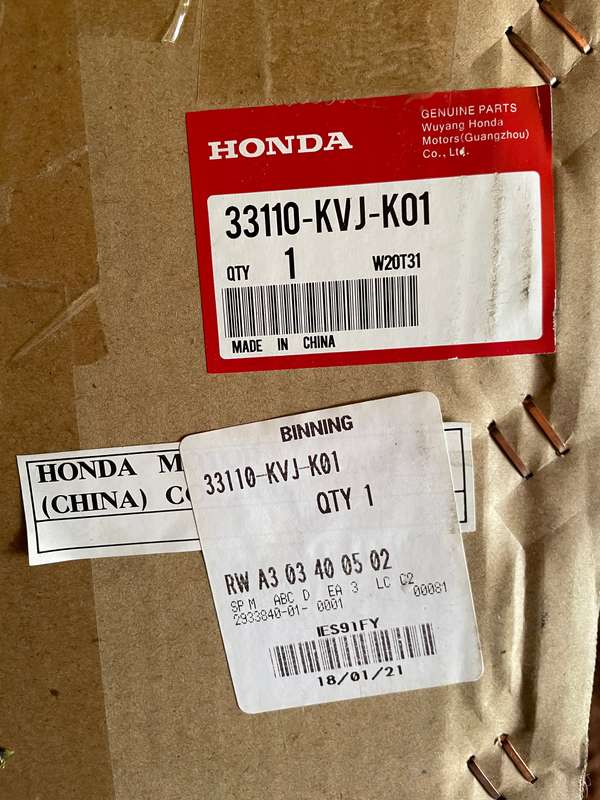 HONDA
GENUINE PARTS
Wuyang Honda
Motors(Guangzhou)
Co., Ltd.
33110-KVJ-K01
QTY 1 W20T31
MADE IN CHINA
BINNING
33110-KVJ-K01
QTY 1
HONDA M
(CHINA) CO
RW A3 03 40 05 02
SP M ABC D EA 3 LC C2
2933840-01- 0001 00081
IES91FY
18/01/21